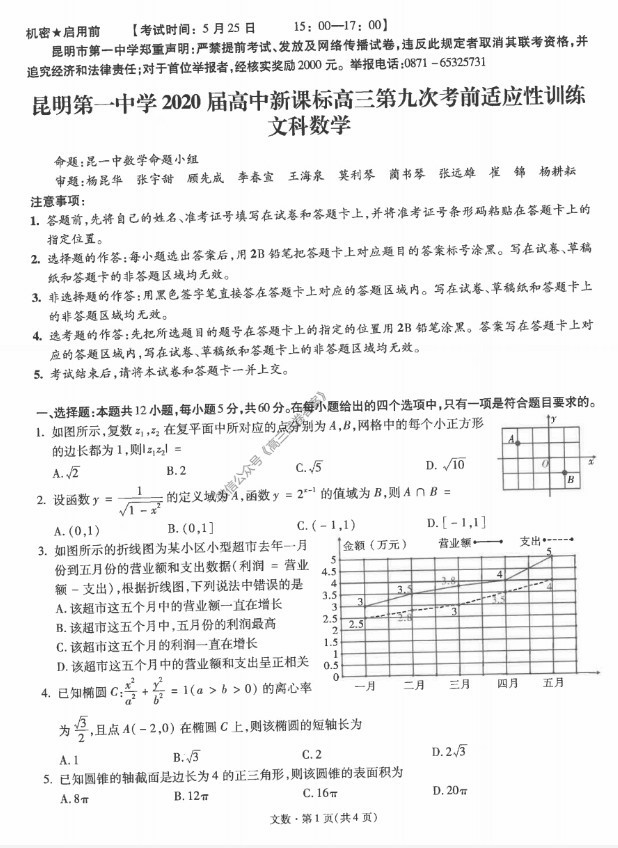 机密★启用前 【考试时间：5月25日 15：00—17：00】
昆明市第一中学郑重声明：严禁提前考试、发放及网络传播试卷，违反此规定者取消其联考资格，并
追究经济和法律责任；对于首位举报者，经核实奖励2000元。举报电话：0871-65325731
昆明第一中学2020届高中新课标高三第九次考前适应性训练
文科数学
命题：昆一中数学命题小组
审题：杨昆华 张宇甜 顾先成 李春宣 王海泉 莫利琴 蔺书琴 张远雄 崔锦 杨耕耘
注意事项：
1. 答题前，先将自己的姓名、准考证号填写在试卷和答题卡上，并将准考证号条形码粘贴在答题卡上的
指定位置。
2. 选择题的作答：每小题选出答案后，用2B铅笔把答题卡上对应题目的答案标号涂黑。写在试卷、草稿
纸和答题卡的非答题区域均无效。
3. 非选择题的作答：用黑色签字笔直接答在答题卡上对应的答题区域内。写在试卷、草稿纸和答题卡上
的非答题区域均无效。
4. 选考题的作答：先把所选题目的题号在答题卡上的指定的位置用2B铅笔涂黑。答案写在答题卡上对
应的答题区域内，写在试卷、草稿纸和答题卡上的非答题区域均无效。
5. 考试结束后，请将本试卷和答题卡一并上交。
一、选择题：本题共12小题，每小题5分，共60分。在每小题给出的四个选项中，只有一项是符合题目要求的。
1. 如图所示，复数z₁，z₂在复平面中所对应的点分别为A，B，网格中的每个小正方形
的边长都为1，则|z₁z₂| =
A.√2 B.2 C.√5 D.√10
y
A
O x
B
2. 设函数y = 1/√(1-x²) 的定义域为A，函数y = 2ˣ⁻¹的值域为B，则A∩B =
A.(0,1) B.(0,1] C.(-1,1) D.[-1,1]
3. 如图所示的折线图为某小区小型超市去年一月
份到五月份的营业额和支出数据(利润 = 营业
额-支出)，根据折线图，下列说法中错误的是
A.该超市这五个月中的营业额一直在增长
B.该超市这五个月中，五月份的利润最高
C.该超市这五个月的利润一直在增长
D.该超市这五个月中的营业额和支出呈正相关
金额（万元） 营业额 支出
5
4.5
4
3.5
3
2.5
2
1.5
1
0.5
0
3 3.5 3.8 4 5
2.5 2.8 3 3.5 4
一月 二月 三月 四月 五月
4. 已知椭圆C:x²/a² + y²/b² = 1(a > b > 0)的离心率
为√3/2，且点A(-2,0)在椭圆C上，则该椭圆的短轴长为
A.1 B.√3 C.2 D.2√3
5. 已知圆锥的轴截面是边长为4的正三角形，则该圆锥的表面积为
A.8π B.12π C.16π D.20π
文数·第1页(共4页)